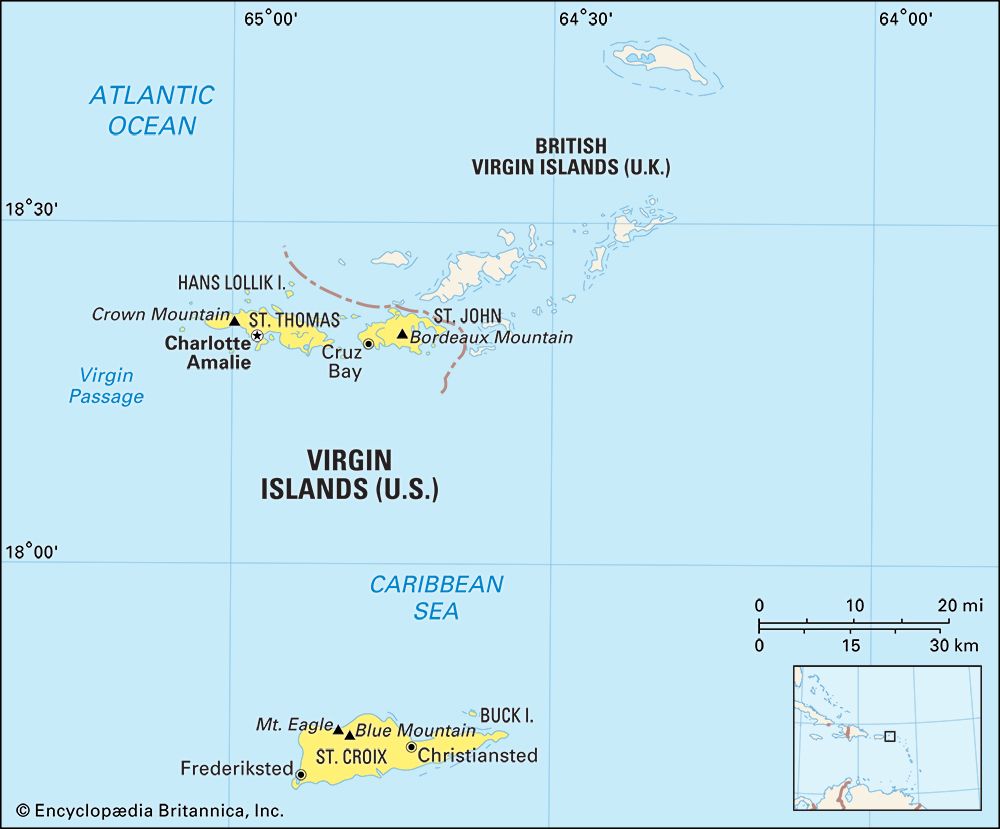 65°00'
64°30'
64°00'
ATLANTIC
OCEAN
BRITISH
VIRGIN ISLANDS (U.K.)
18°30'
HANS LOLLIK I.
Crown Mountain
ST. THOMAS
ST. JOHN
Charlotte
Amalie
Bordeaux Mountain
Cruz
Bay
Virgin
Passage
VIRGIN
ISLANDS (U.S.)
18°00'
CARIBBEAN
SEA
0 10 20 mi
0 15 30 km
BUCK I.
Mt. Eagle
Blue Mountain
ST. CROIX
Christiansted
Frederiksted
© Encyclopædia Britannica, Inc.